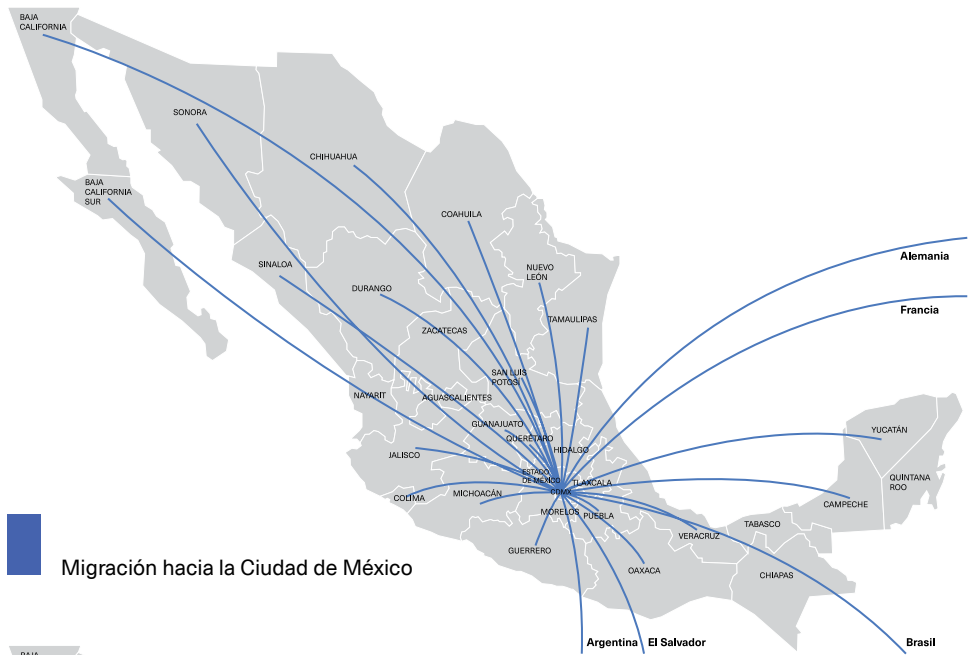 BAJA
CALIFORNIA
SONORA
CHIHUAHUA
BAJA
CALIFORNIA
SUR
COAHUILA
SINALOA
NUEVO
LEÓN
DURANGO
Alemania
Francia
TAMAULIPAS
ZACATECAS
SAN LUIS
POTOSÍ
NAYARIT
AGUASCALIENTES
GUANAJUATO
QUERÉTARO
HIDALGO
YUCATÁN
JALISCO
ESTADO
DE MÉXICO
TLAXCALA
QUINTANA
ROO
COLIMA
MICHOACÁN
CDMX
CAMPECHE
MORELOS
PUEBLA
TABASCO
VERACRUZ
GUERRERO
OAXACA
CHIAPAS
Migración hacia la Ciudad de México
Argentina
El Salvador
Brasil
BAJA